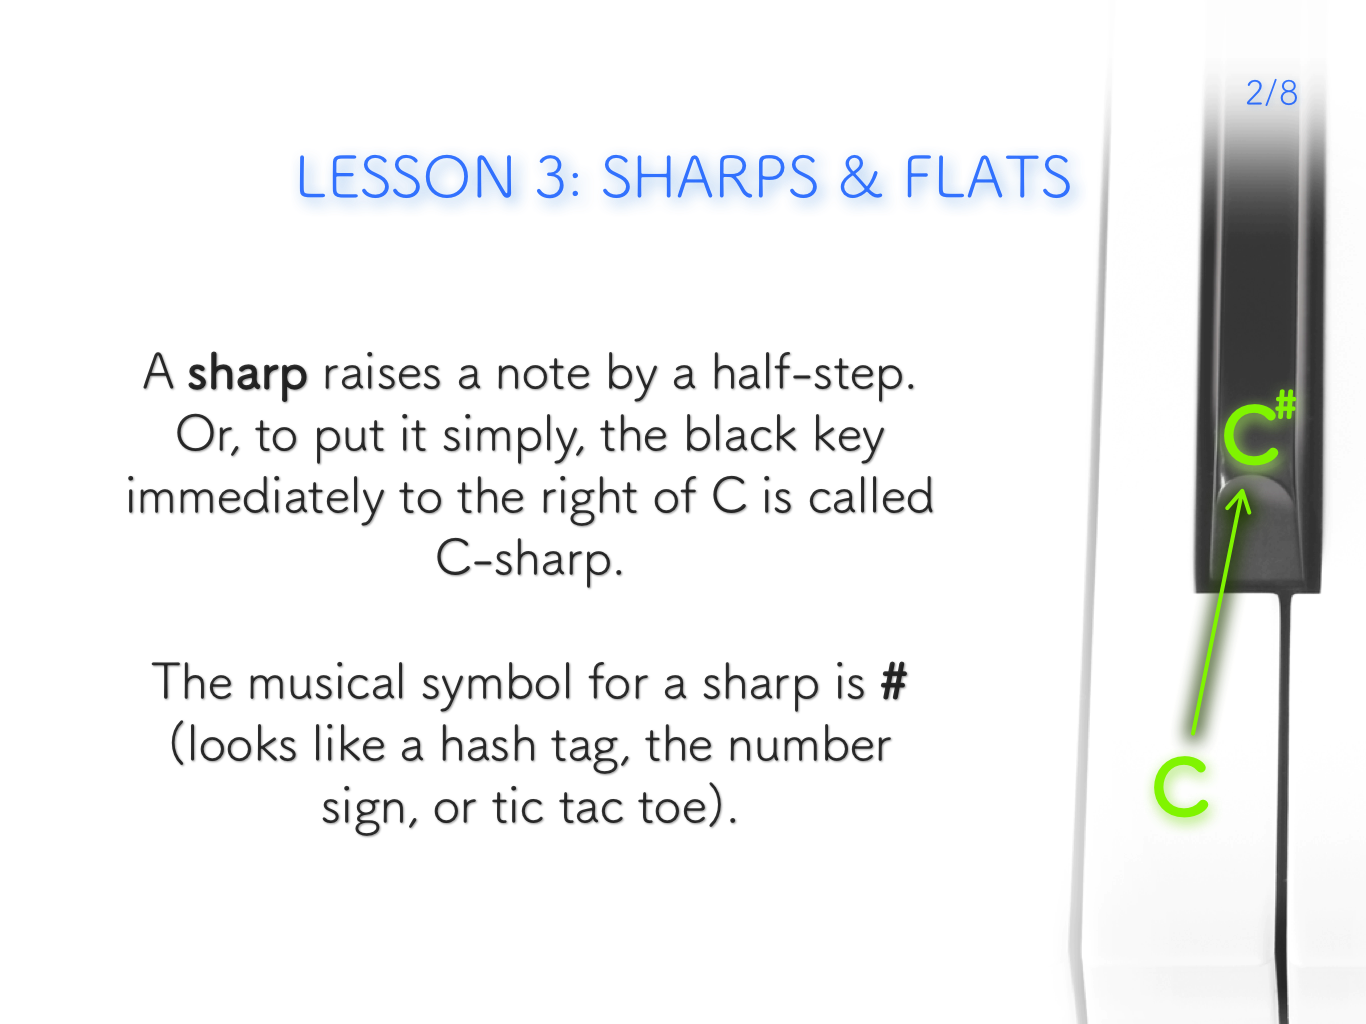 2/8
LESSON 3: SHARPS & FLATS
A sharp raises a note by a half-step.
Or, to put it simply, the black key
immediately to the right of C is called
C-sharp.
The musical symbol for a sharp is #
(looks like a hash tag, the number
sign, or tic tac toe).
C#
C